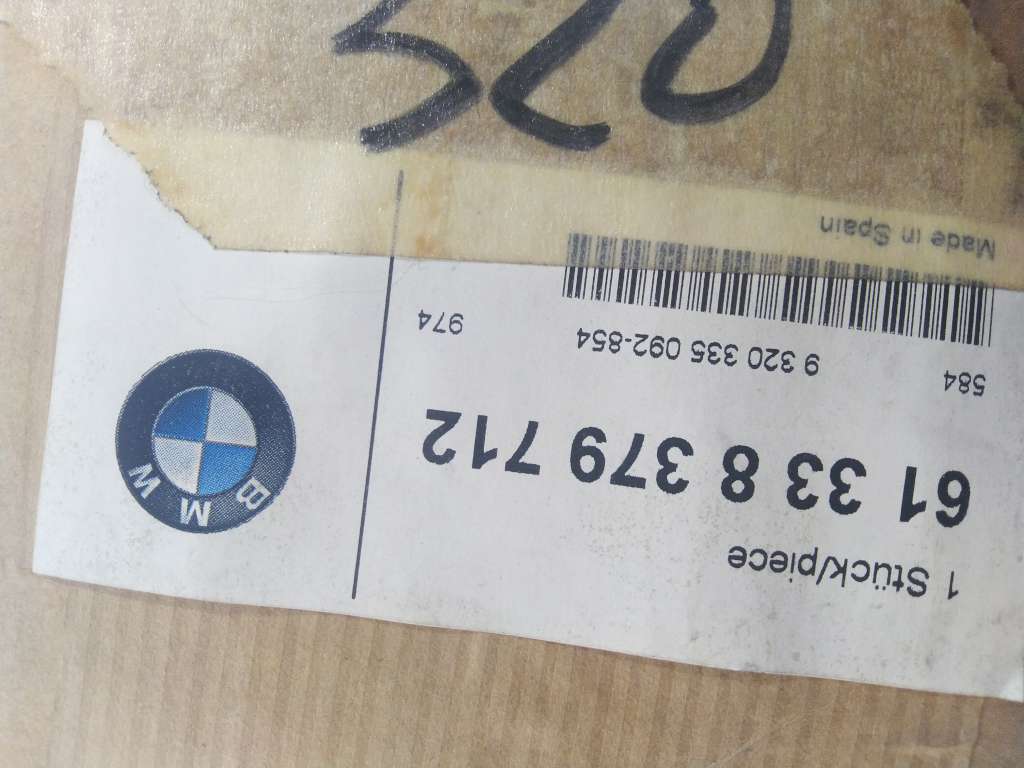 1 Stück/piece
61 33 8 379 712
584 9 320 335 092-854 974
Made in Spain
BMW